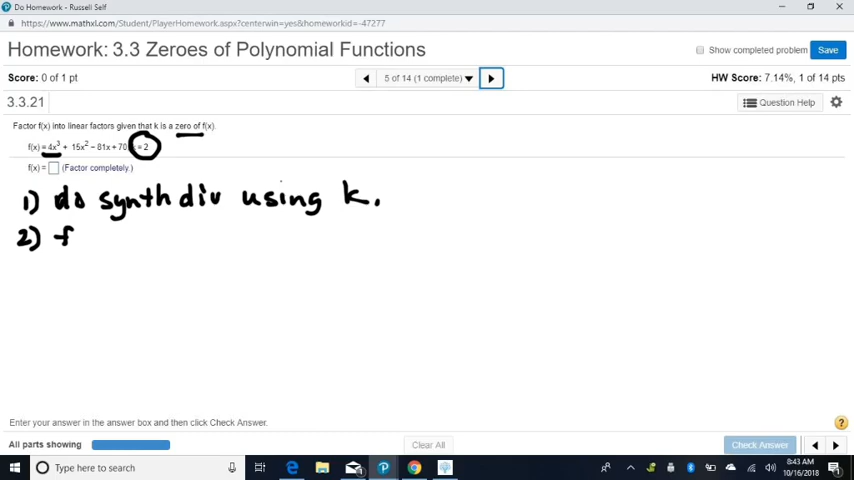 Do Homework - Russell Self
https://www.mathxl.com/Student/PlayerHomework.aspx?centerwin=yes&homeworkid=-47277
Homework: 3.3 Zeroes of Polynomial Functions
Show completed problem
Save
Score: 0 of 1 pt
5 of 14 (1 complete)
HW Score: 7.14%, 1 of 14 pts
3.3.21
Question Help
Factor f(x) into linear factors given that k is a zero of f(x).
f(x) = 4x³ + 15x² − 81x + 70 = 2
f(x) = (Factor completely.)
1) do synth div using k.
2) f
Enter your answer in the answer box and then click Check Answer.
?
All parts showing
Clear All
Check Answer
Type here to search
8:43 AM
10/16/2018